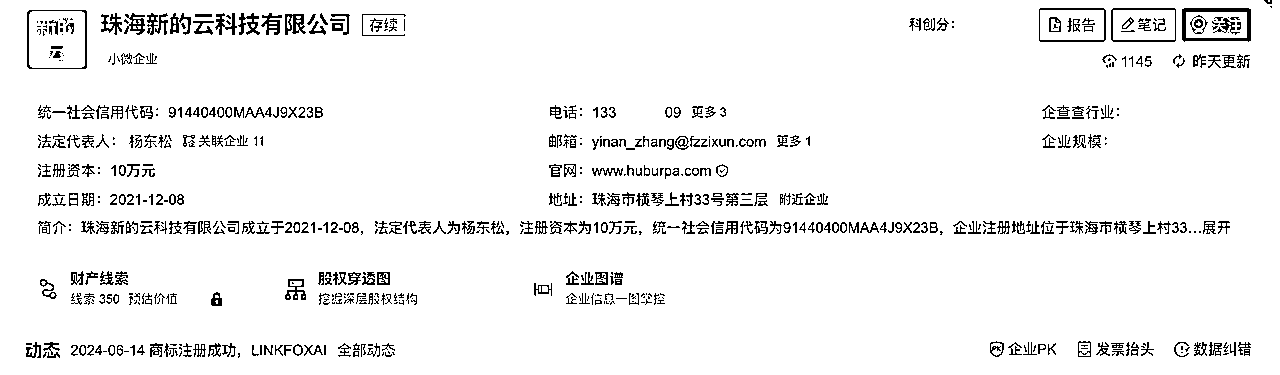 新的
云
珠海新的云科技有限公司 存续
科创分：
报告 笔记 关注
小微企业
1145 昨天更新
统一社会信用代码：91440400MAA4J9X23B 电话：133 09 更多 3 企查查行业：
法定代表人：杨东松 关联企业 11 邮箱：yinan_zhang@fzzixun.com 更多 1 企业规模：
注册资本：10万元 官网：www.huburpa.com
成立日期：2021-12-08 地址：珠海市横琴上村33号第三层 附近企业
简介：珠海新的云科技有限公司成立于2021-12-08，法定代表人为杨东松，注册资本为10万元，统一社会信用代码为91440400MAA4J9X23B，企业注册地址位于珠海市横琴上村33...展开
财产线索 股权穿透图 企业图谱
线索 350 预估价值 挖掘深层股权结构 企业信息一图掌控
动态 2024-06-14 商标注册成功，LINKFOXAI 全部动态 企业PK 发票抬头 数据纠错